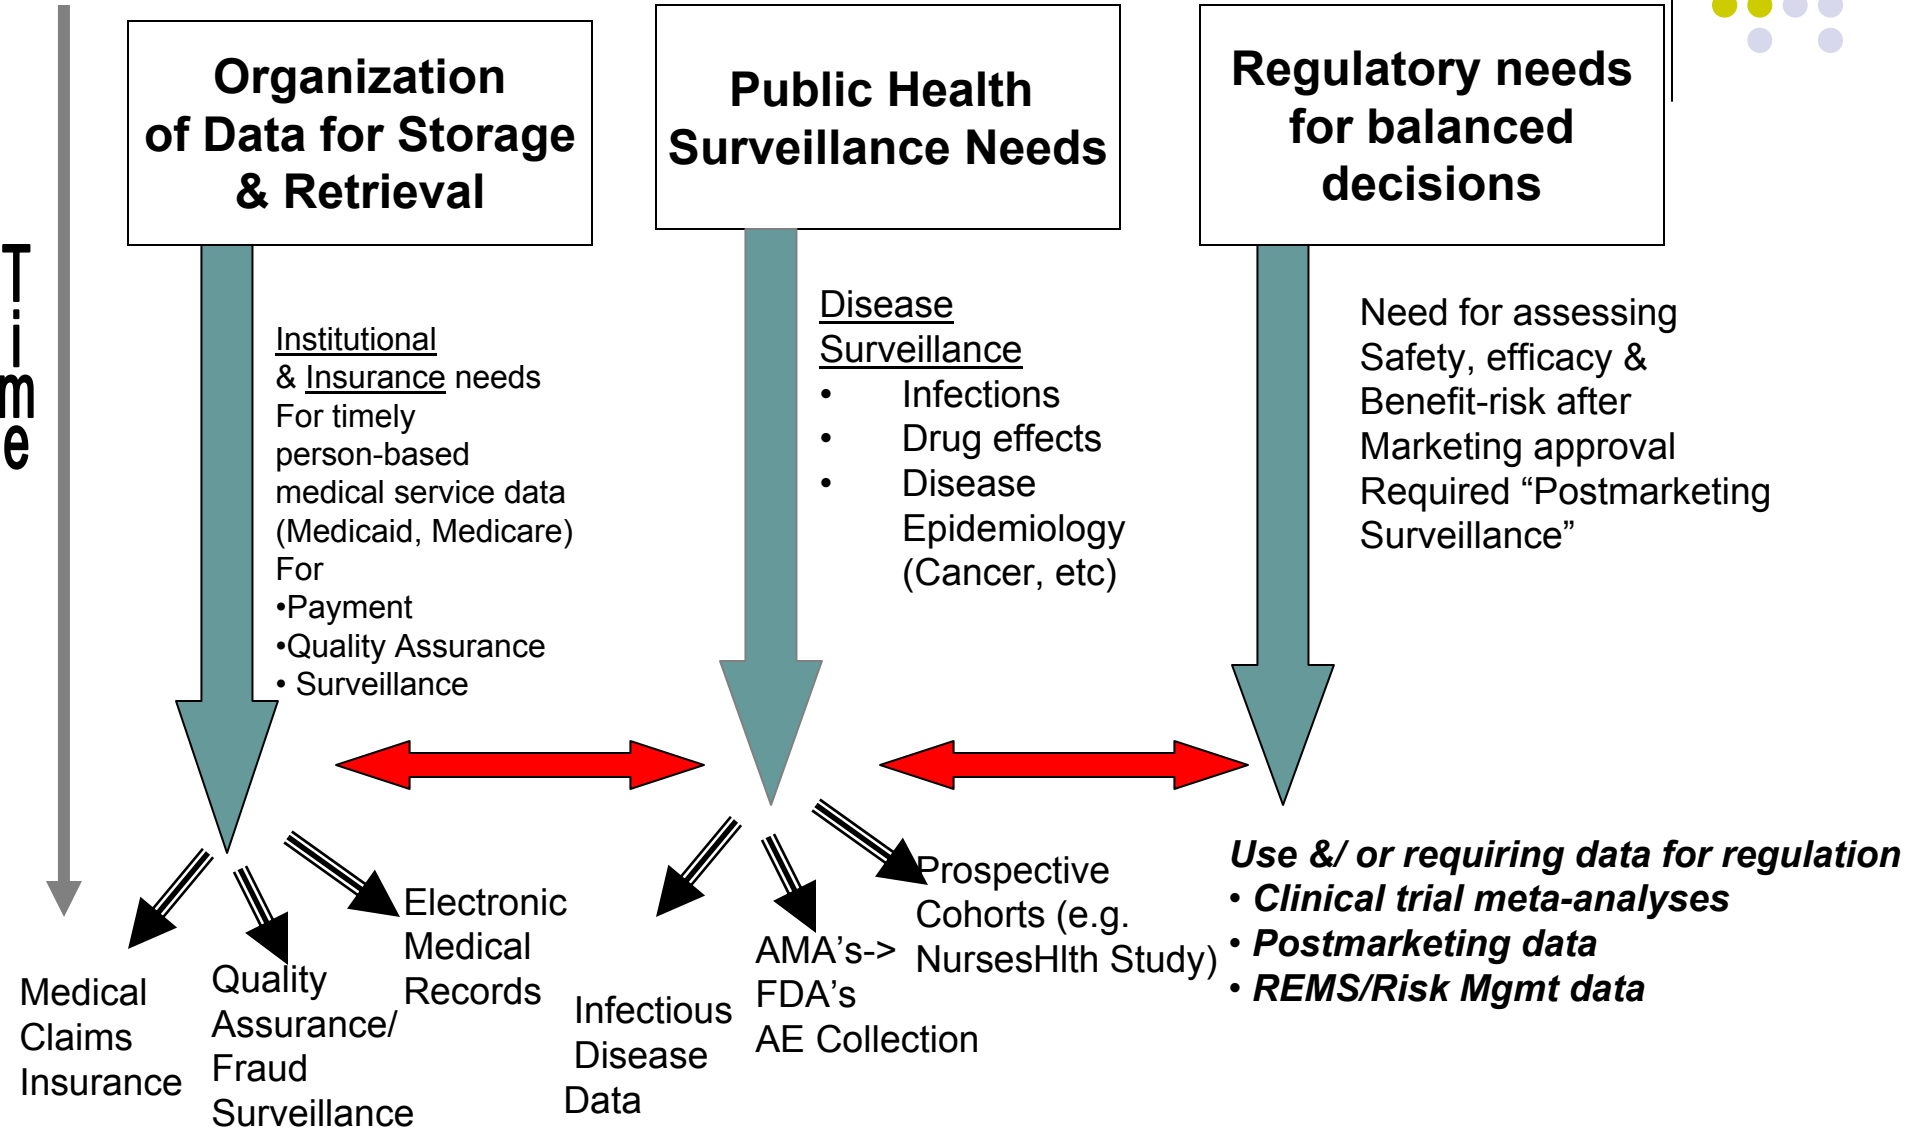 Time
Organization
of Data for Storage
& Retrieval
Institutional
& Insurance needs
For timely
person-based
medical service data
(Medicaid, Medicare)
For
•Payment
•Quality Assurance
• Surveillance
Public Health
Surveillance Needs
Disease
Surveillance
• Infections
• Drug effects
• Disease
Epidemiology
(Cancer, etc)
Regulatory needs
for balanced
decisions
Need for assessing
Safety, efficacy &
Benefit-risk after
Marketing approval
Required “Postmarketing
Surveillance”
Medical
Claims
Insurance
Quality
Assurance/
Fraud
Surveillance
Electronic
Medical
Records
Infectious
Disease
Data
AMA’s->
FDA’s
AE Collection
Prospective
Cohorts (e.g.
NursesHlth Study)
Use &/ or requiring data for regulation
• Clinical trial meta-analyses
• Postmarketing data
• REMS/Risk Mgmt data